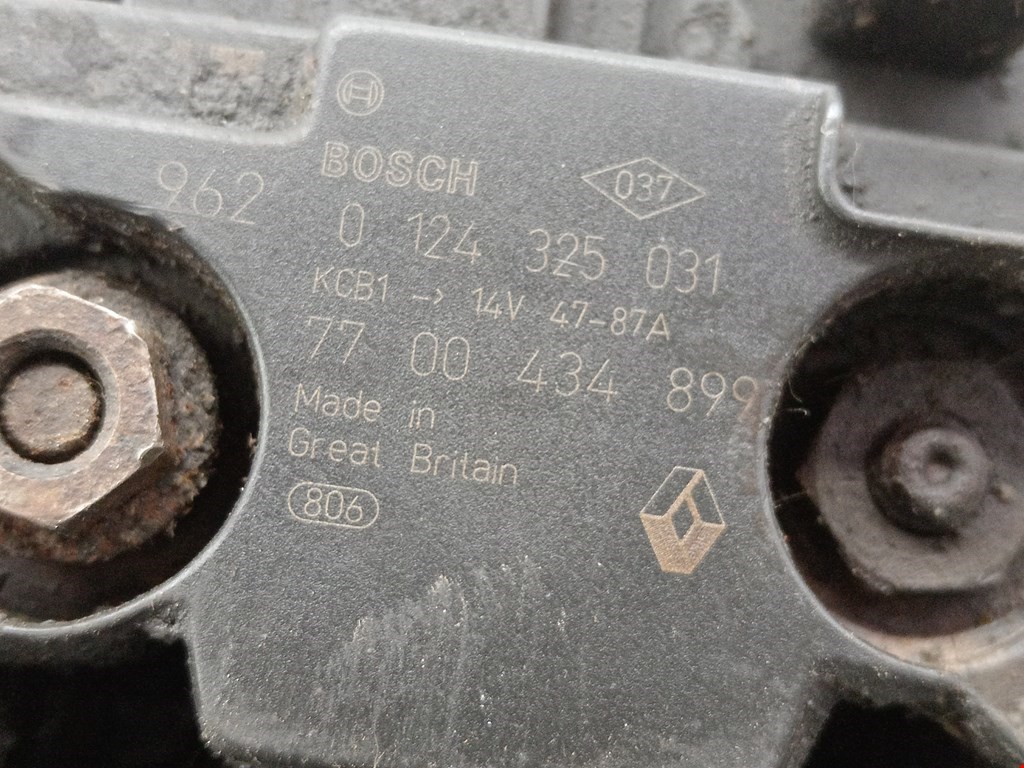 BOSCH
037
962
0 124 325 031
KCB1 -> 14V 47-87A
77 00 434 899
Made in
Great Britain
806